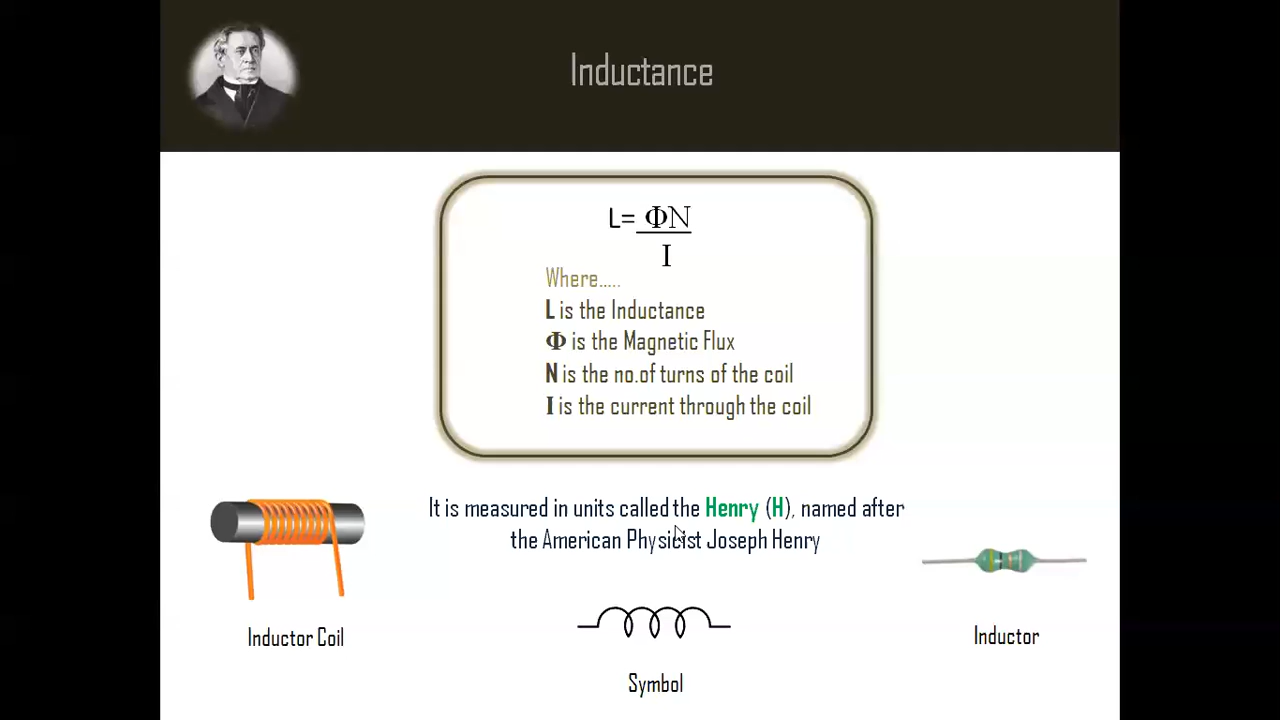 Inductance
L= ΦN
I
Where.....
L is the Inductance
Φ is the Magnetic Flux
N is the no.of turns of the coil
I is the current through the coil
It is measured in units called the Henry (H), named after
the American Physicist Joseph Henry
Inductor Coil
Symbol
Inductor